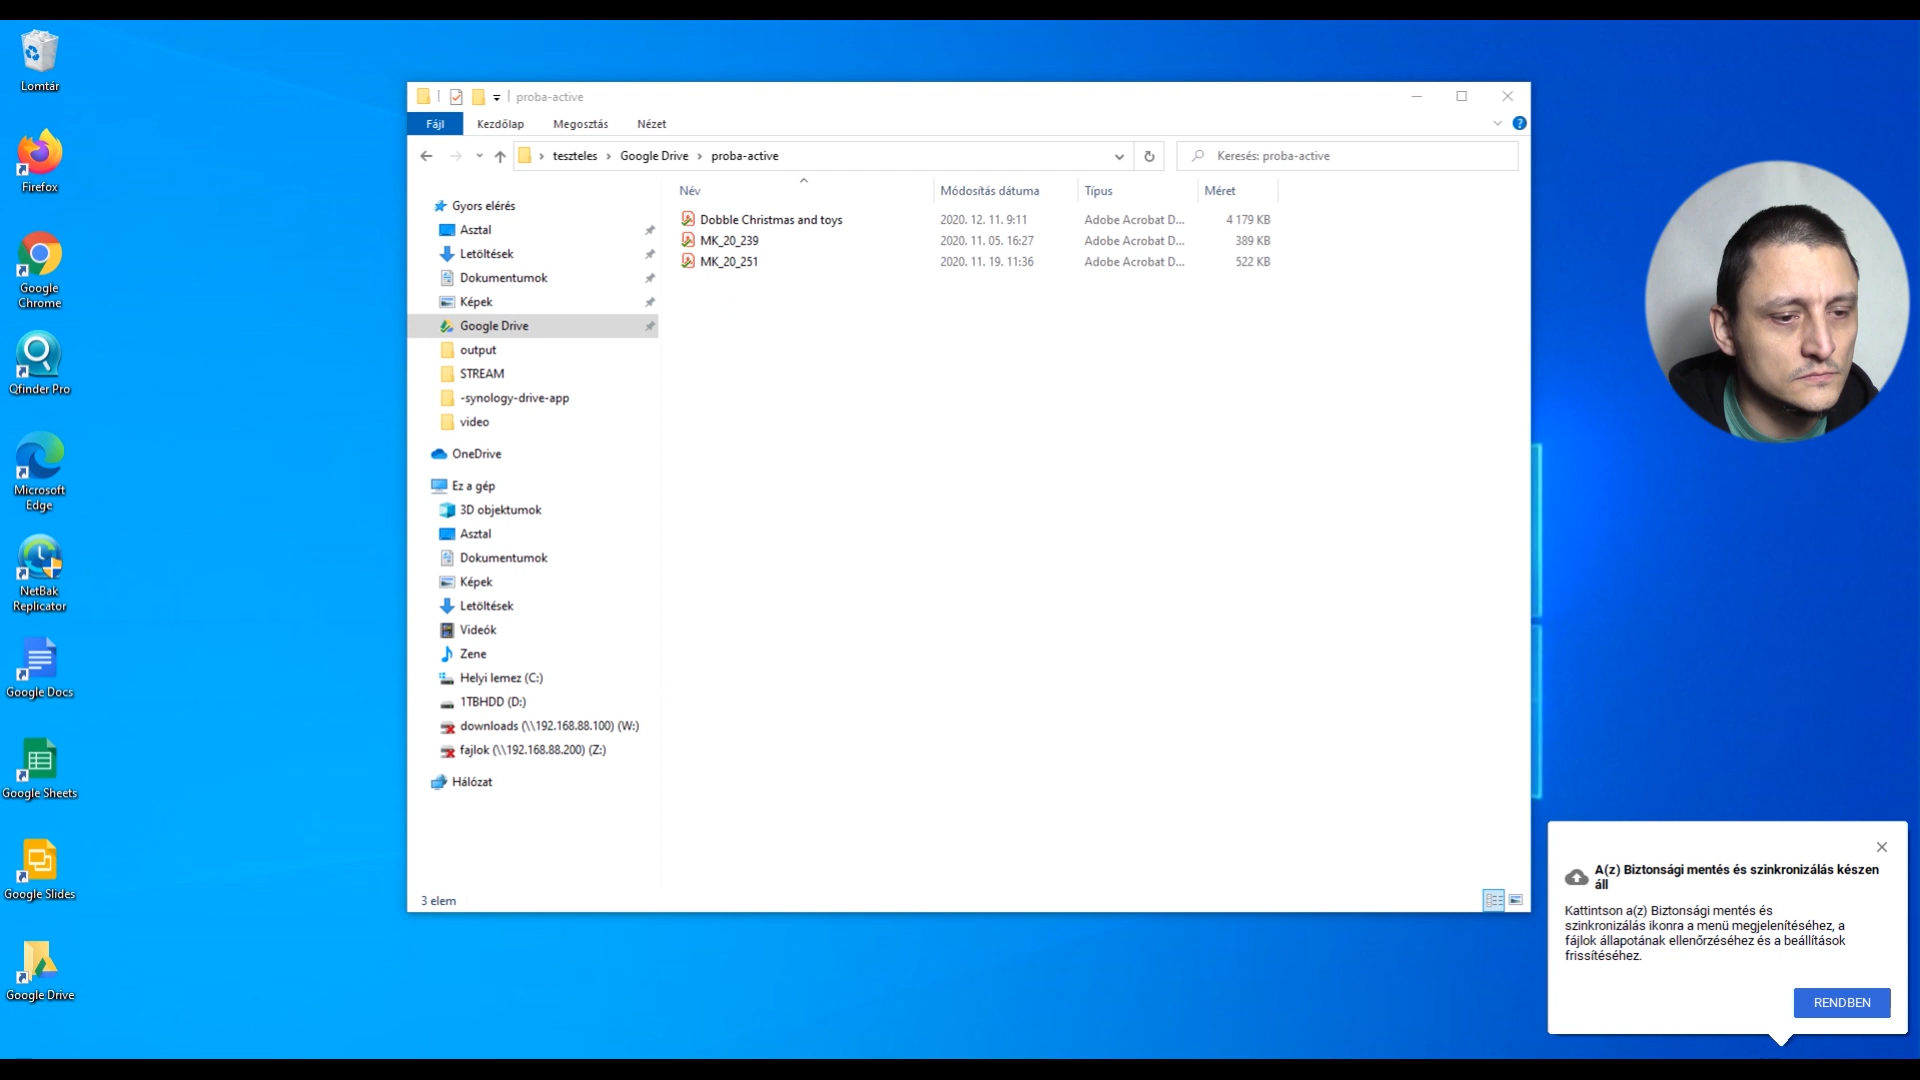 Lomtár
Firefox
Google
Chrome
Qfinder Pro
Microsoft
Edge
NetBak
Replicator
Google Docs
Google Sheets
Google Slides
Google Drive
proba-active
Fájl Kezdőlap Megosztás Nézet
teszteles Google Drive proba-active
Keresés: proba-active
Név Módosítás dátuma Típus Méret
Dobble Christmas and toys 2020. 12. 11. 9:11 Adobe Acrobat D... 4 179 KB
MK_20_239 2020. 11. 05. 16:27 Adobe Acrobat D... 389 KB
MK_20_251 2020. 11. 19. 11:36 Adobe Acrobat D... 522 KB
Gyors elérés
Asztal
Letöltések
Dokumentumok
Képek
Google Drive
output
STREAM
-synology-drive-app
video
OneDrive
Ez a gép
3D objektumok
Asztal
Dokumentumok
Képek
Letöltések
Videók
Zene
Helyi lemez (C:)
1TBHDD (D:)
downloads (\\192.168.88.100) (W:)
fajlok (\\192.168.88.200) (Z:)
Hálózat
3 elem
A(z) Biztonsági mentés és szinkronizálás készen
áll
Kattintson a(z) Biztonsági mentés és
szinkronizálás ikonra a menü megjelenítéséhez, a
fájlok állapotának ellenőrzéséhez és a beállítások
frissítéséhez.
RENDBEN